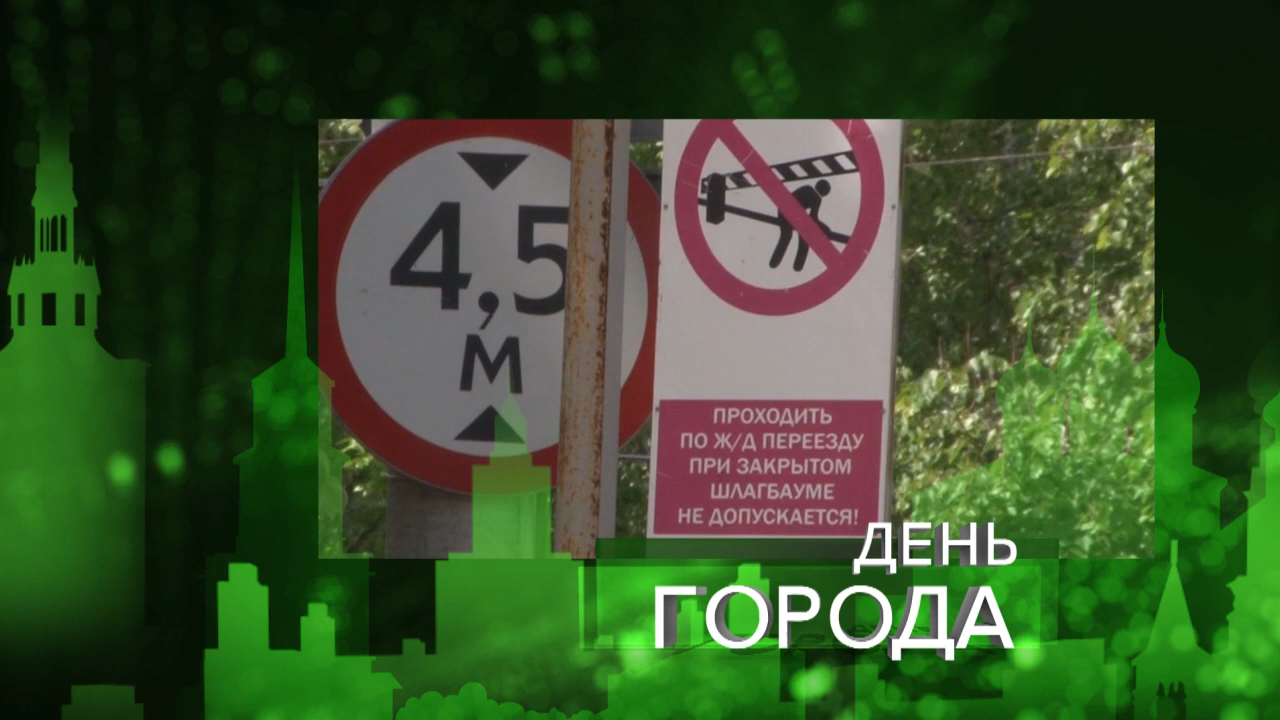 4,5
М
ПРОХОДИТЬ
ПО Ж/Д ПЕРЕЕЗДУ
ПРИ ЗАКРЫТОМ
ШЛАГБАУМЕ
НЕ ДОПУСКАЕТСЯ!
ДЕНЬ
ГОРОДА